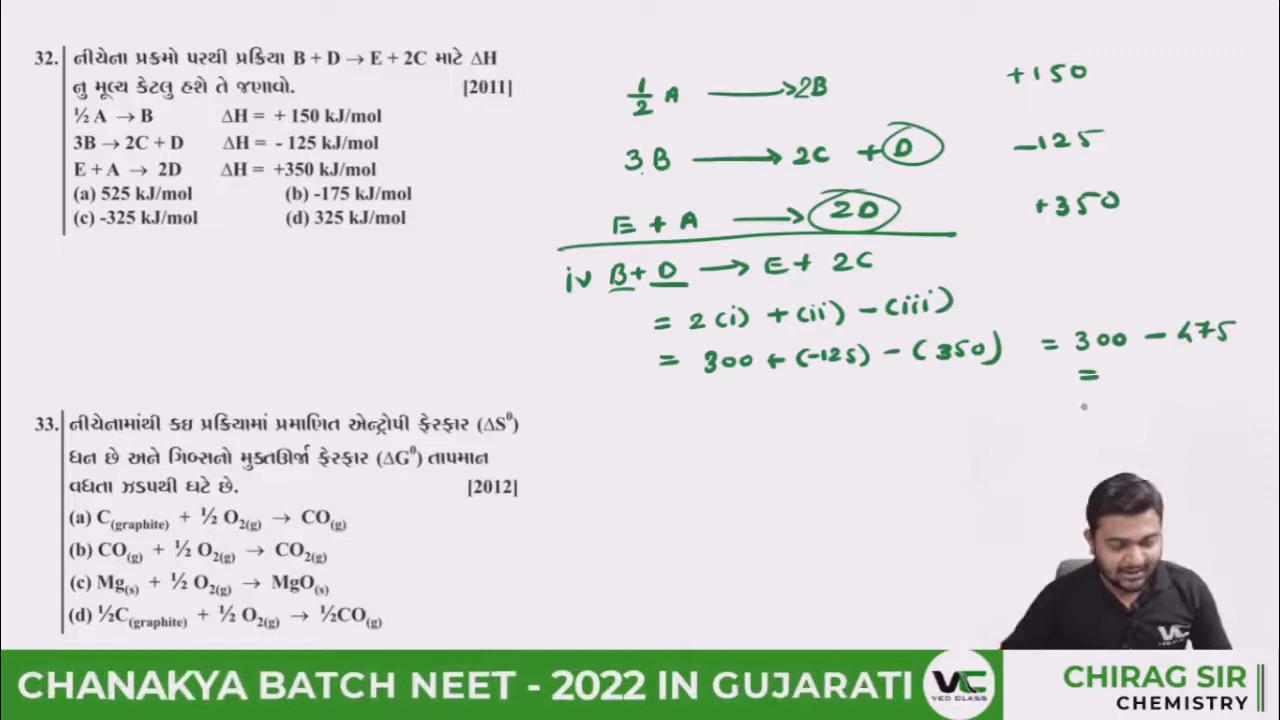 32. નીચેના પ્રક્રમો પરથી પ્રક્રિયા B + D → E + 2C માટે ΔH
નુ મૂલ્ય કેટલુ હશે તે જણાવો. [2011]
½ A → B ΔH = + 150 kJ/mol
3B → 2C + D ΔH = - 125 kJ/mol
E + A → 2D ΔH = +350 kJ/mol
(a) 525 kJ/mol (b) -175 kJ/mol
(c) -325 kJ/mol (d) 325 kJ/mol
½ A → 2B +150
3B → 2C + D -125
E + A → 2D +350
iv B + D → E + 2C
= 2(i) + (ii) - (iii)
= 300 + (-125) - (350) = 300 - 475
=
33. નીચેનામાંથી કઇ પ્રક્રિયામાં પ્રમાણિત એન્ટ્રોપી ફેરફાર (ΔS⁰)
ધન છે અને ગિબ્સનો મુક્તઊર્જા ફેરફાર (ΔG⁰) તાપમાન
વધતા ઝડપથી ઘટે છે. [2012]
(a) C(graphite) + ½ O2(g) → CO(g)
(b) CO(g) + ½ O2(g) → CO2(g)
(c) Mg(s) + ½ O2(g) → MgO(s)
(d) ½C(graphite) + ½ O2(g) → ½CO(g)
VC
CHANAKYA BATCH NEET - 2022 IN GUJARATI
VC
VED CLASS
CHIRAG SIR
CHEMISTRY